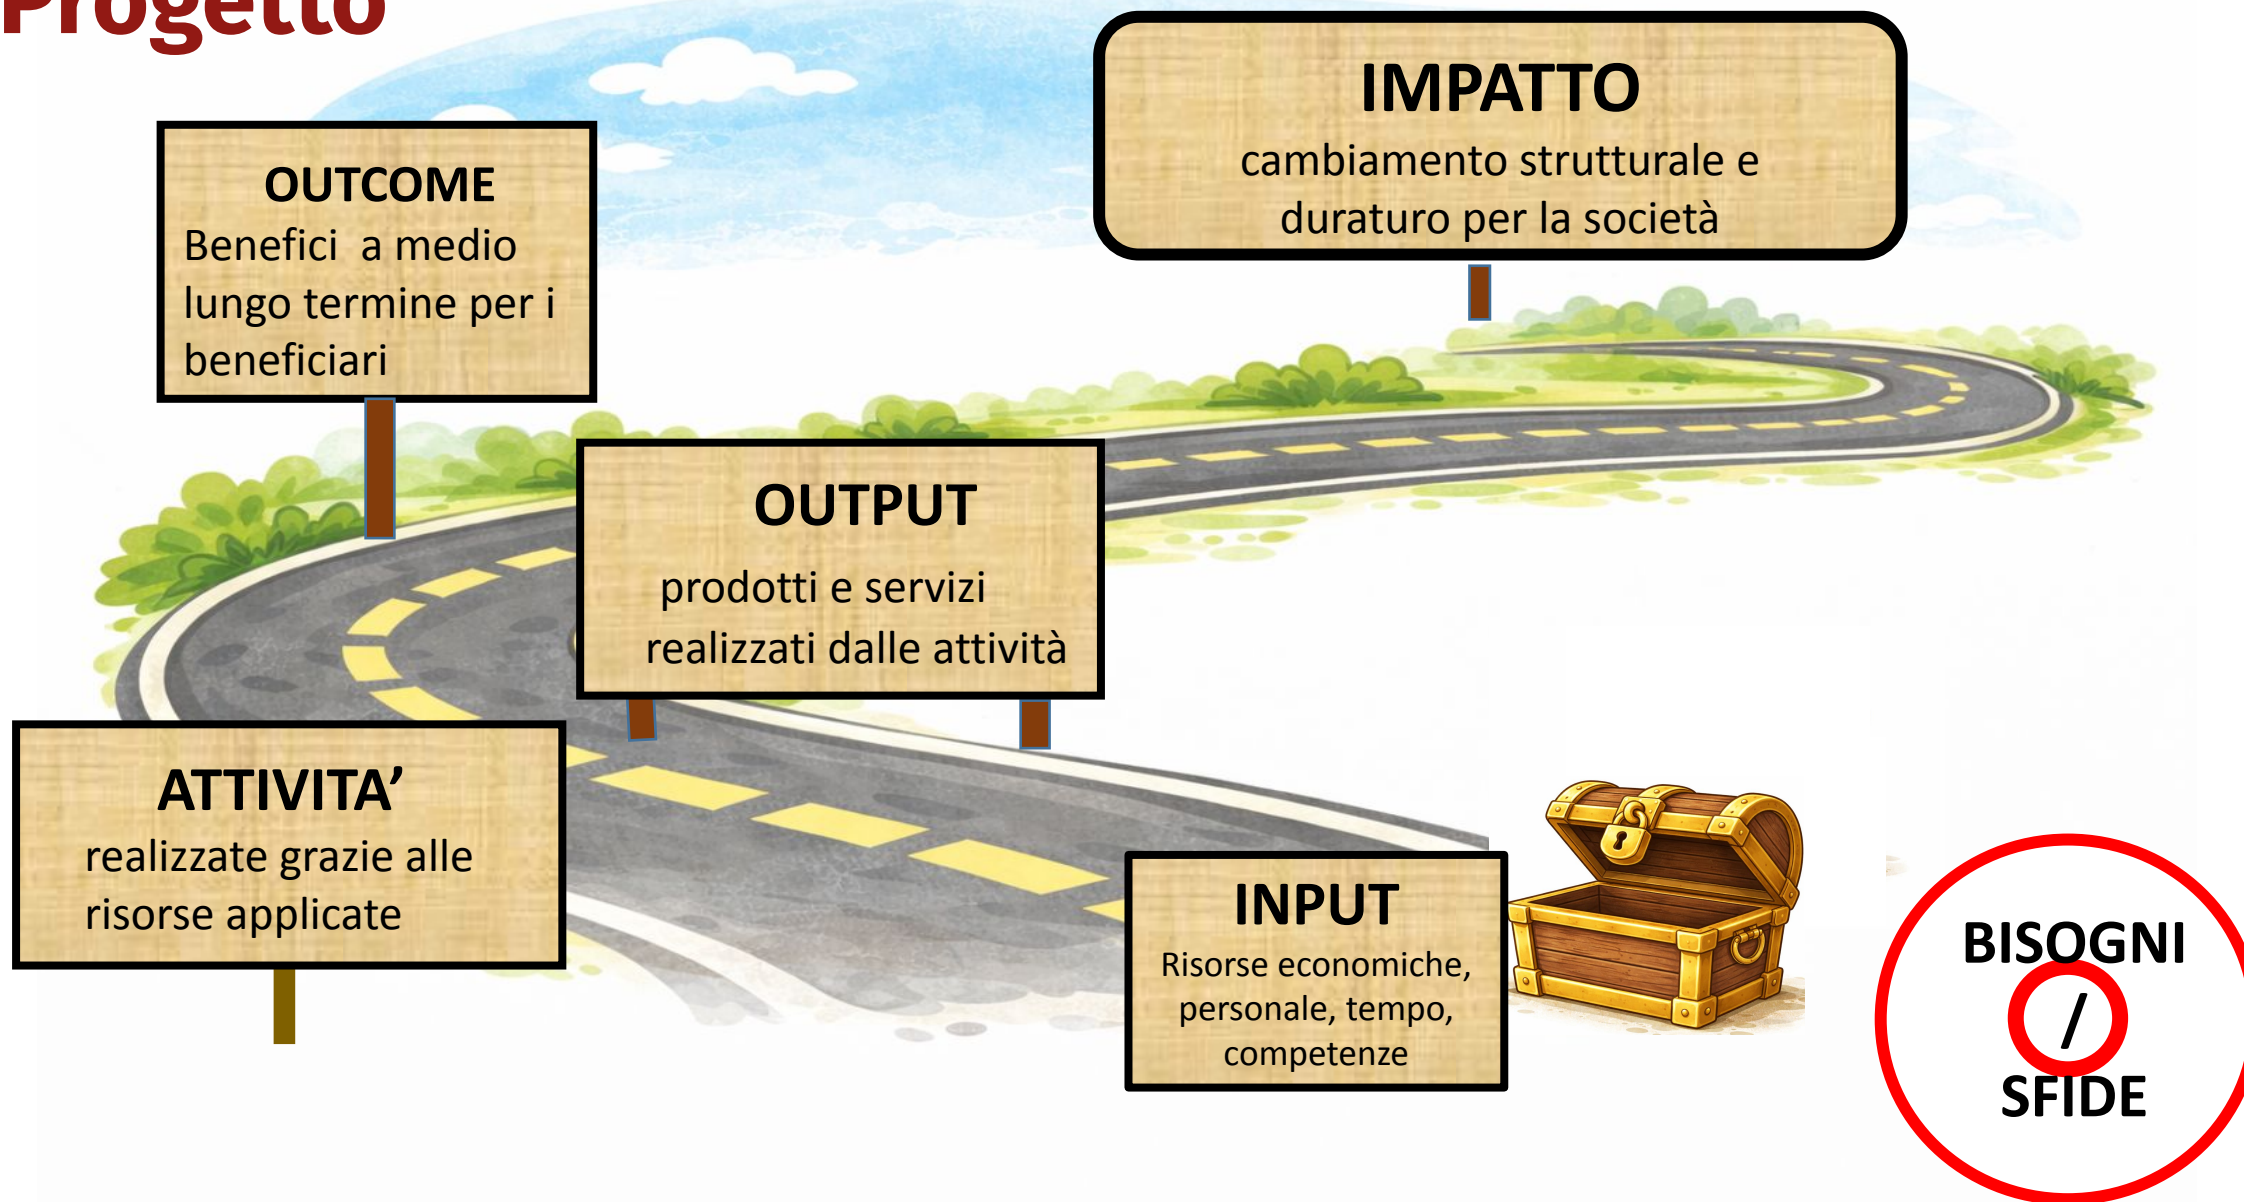 Progetto
IMPATTO
cambiamento strutturale e
duraturo per la società
OUTCOME
Benefici  a medio
lungo termine per i
beneficiari
OUTPUT
prodotti e servizi
realizzati dalle attività
ATTIVITA’
realizzate grazie alle
risorse applicate
INPUT
Risorse economiche,
personale, tempo,
competenze
BISOGNI
/
SFIDE